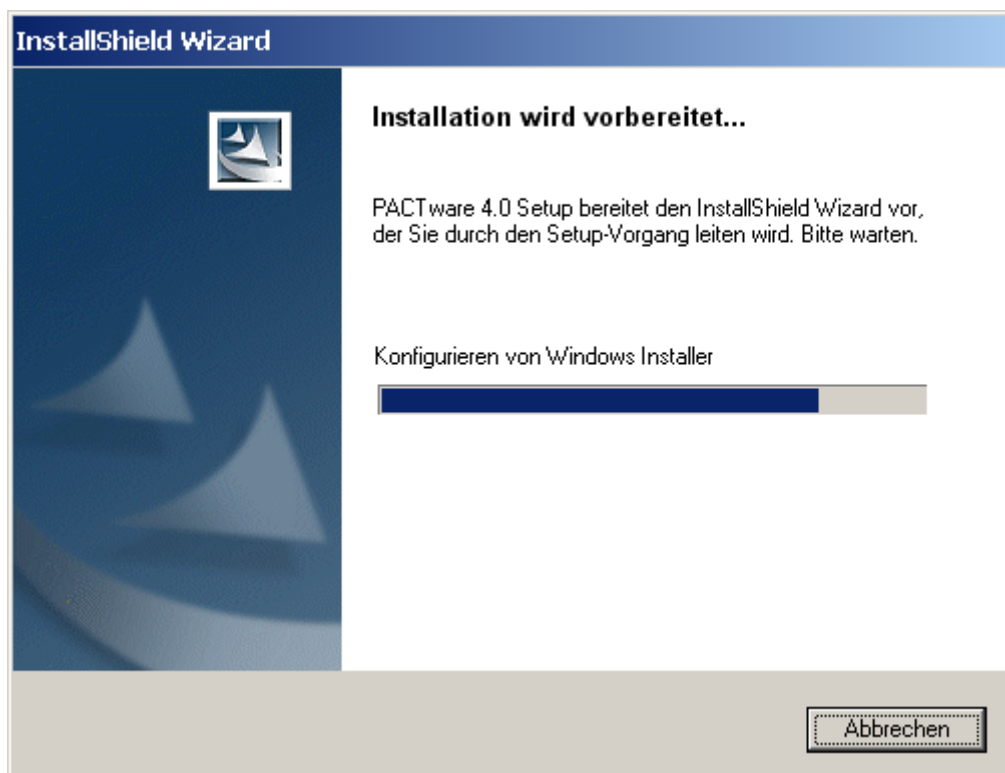 InstallShield Wizard
Installation wird vorbereitet...
PACTware 4.0 Setup bereitet den InstallShield Wizard vor,
der Sie durch den Setup-Vorgang leiten wird. Bitte warten.
Konfigurieren von Windows Installer
Abbrechen